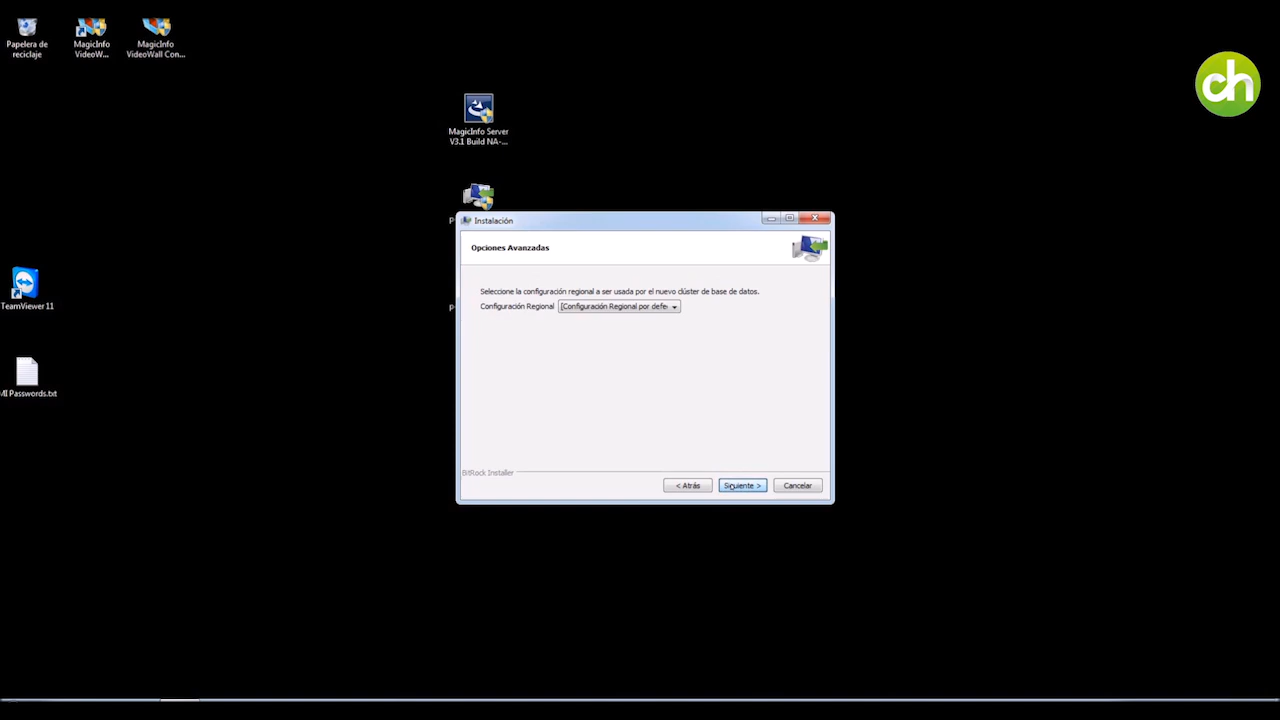 Papelera de
reciclaje
MagicInfo
VideoW...
MagicInfo
VideoWall Con...
ch
MagicInfo Server
V3.1 Build NA-...
Instalación
Opciones Avanzadas
Seleccione la configuración regional a ser usada por el nuevo clúster de base de datos.
Configuración Regional
[Configuración Regional por defe
TeamViewer 11
MI Passwords.txt
BitRock Installer
< Atrás
Siguiente >
Cancelar